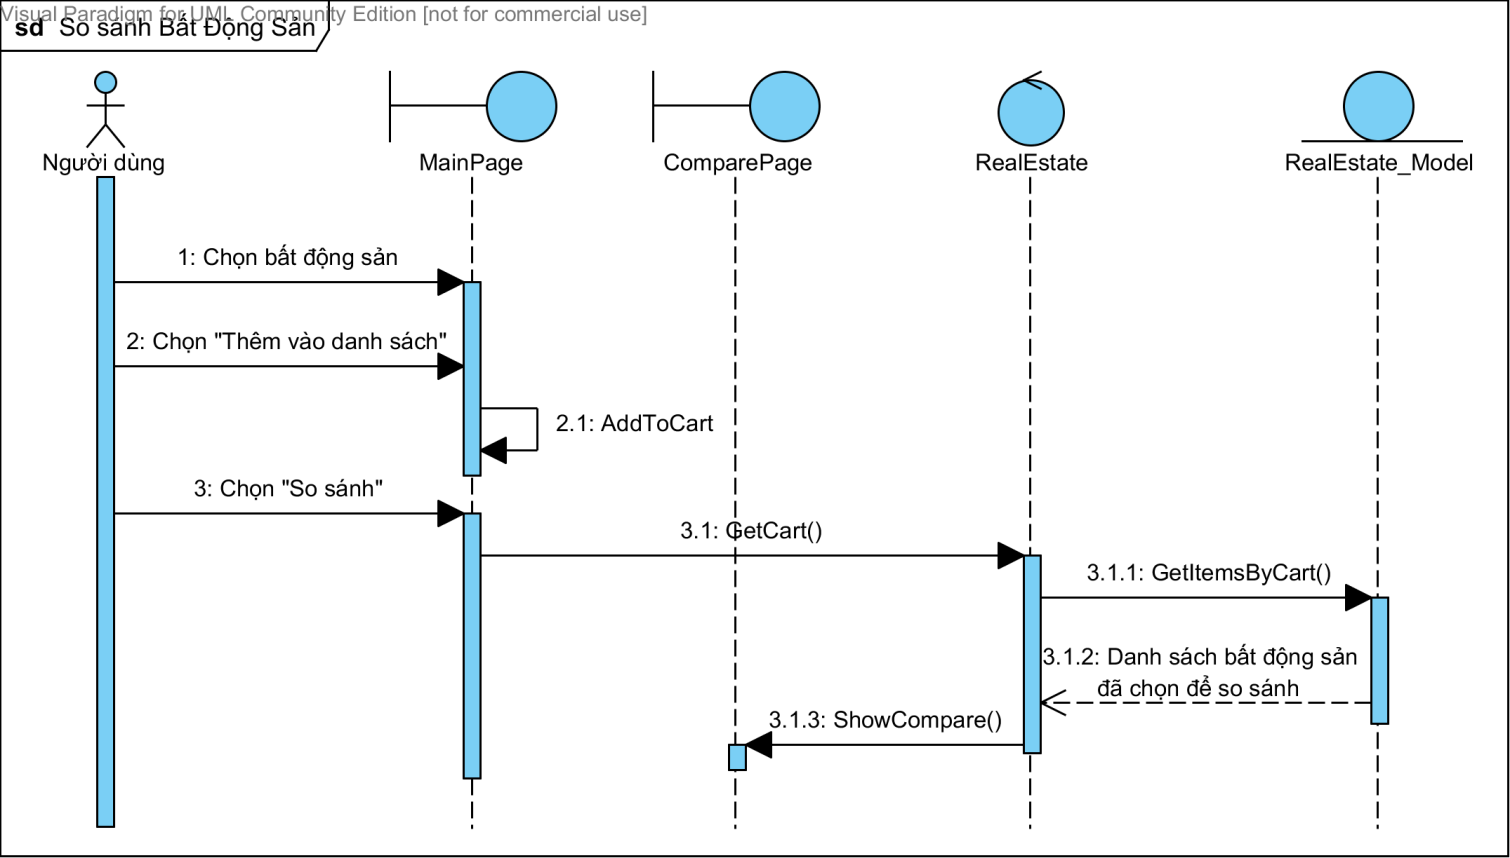 Visual Paradigm for UML Community Edition [not for commercial use]
sd So sánh Bất Động Sản
Người dùng
MainPage
ComparePage
RealEstate
RealEstate_Model
1: Chọn bất động sản
2: Chọn "Thêm vào danh sách"
2.1: AddToCart
3: Chọn "So sánh"
3.1: GetCart()
3.1.1: GetItemsByCart()
3.1.2: Danh sách bất động sản
đã chọn để so sánh
3.1.3: ShowCompare()